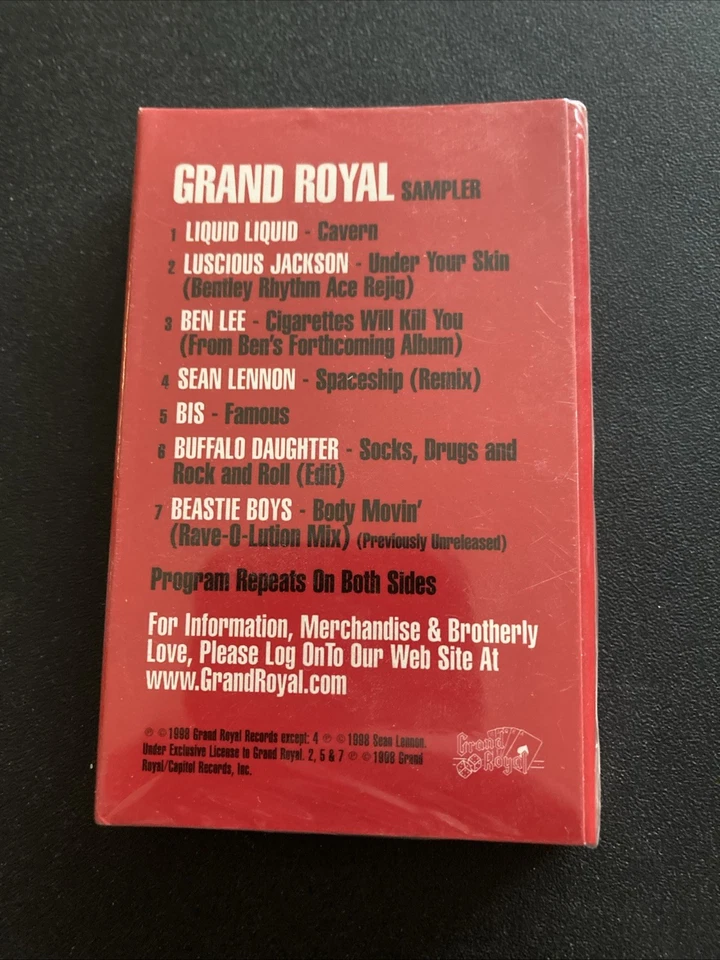 GRAND ROYAL SAMPLER
1 LIQUID LIQUID - Cavern
2 LUSCIOUS JACKSON - Under Your Skin
(Bentley Rhythm Ace Rejig)
3 BEN LEE - Cigarettes Will Kill You
(From Ben's Forthcoming Album)
4 SEAN LENNON - Spaceship (Remix)
5 BIS - Famous
6 BUFFALO DAUGHTER - Socks, Drugs and
Rock and Roll (Edit)
7 BEASTIE BOYS - Body Movin'
(Rave-O-Lution Mix) (Previously Unreleased)
Program Repeats On Both Sides
For Information, Merchandise & Brotherly
Love, Please Log OnTo Our Web Site At
www.GrandRoyal.com
℗ © 1998 Grand Royal Records except: 4 ℗ © 1998 Sean Lennon.
Under Exclusive License to Grand Royal. 2, 5 & 7 ℗ © 1998 Grand
Royal/Capitol Records, Inc.
Grand
Royal